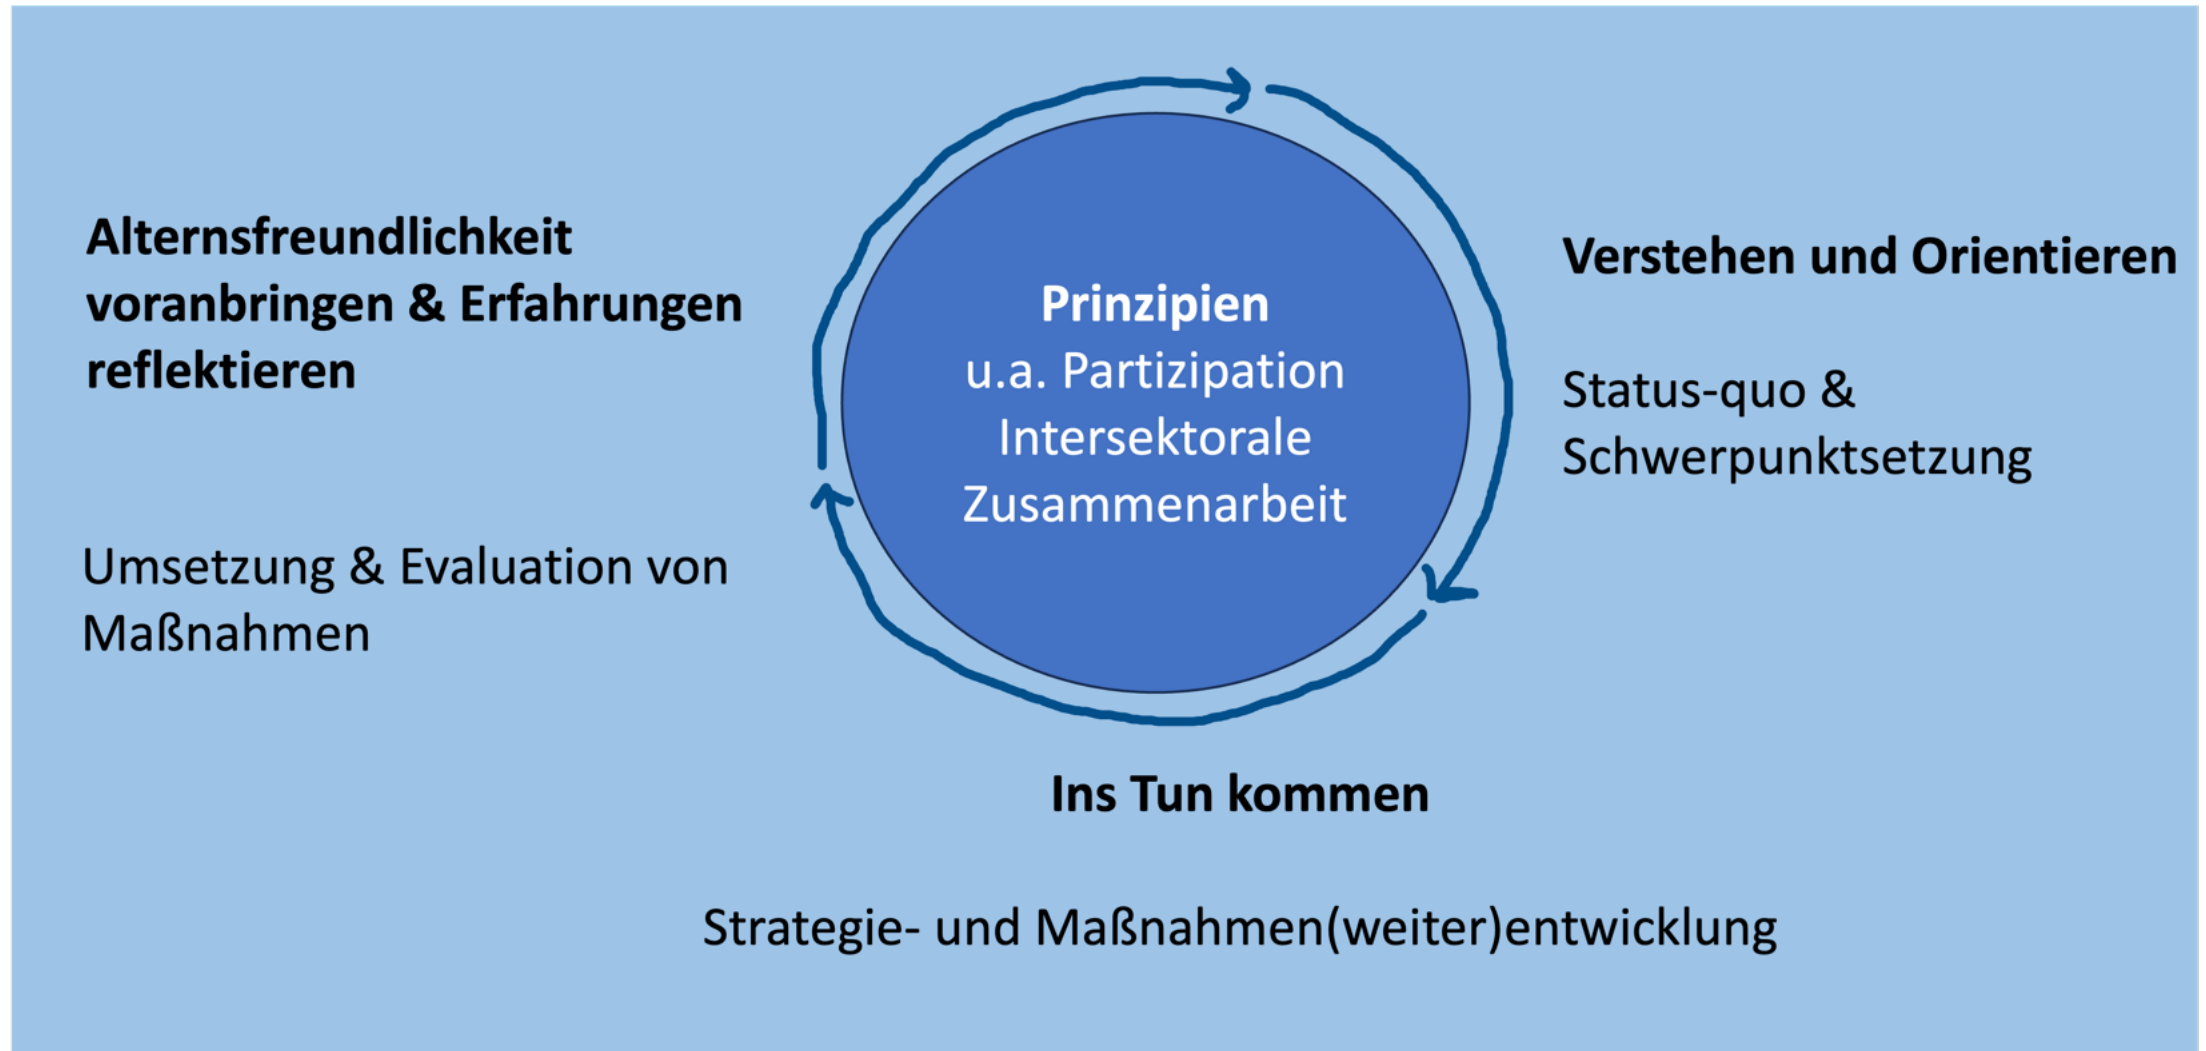 Alternsfreundlichkeit
voranbringen & Erfahrungen
reflektieren
Umsetzung & Evaluation von
Maßnahmen
Prinzipien
u.a. Partizipation
Intersektorale
Zusammenarbeit
Verstehen und Orientieren
Status-quo &
Schwerpunktsetzung
Ins Tun kommen
Strategie- und Maßnahmen(weiter)entwicklung